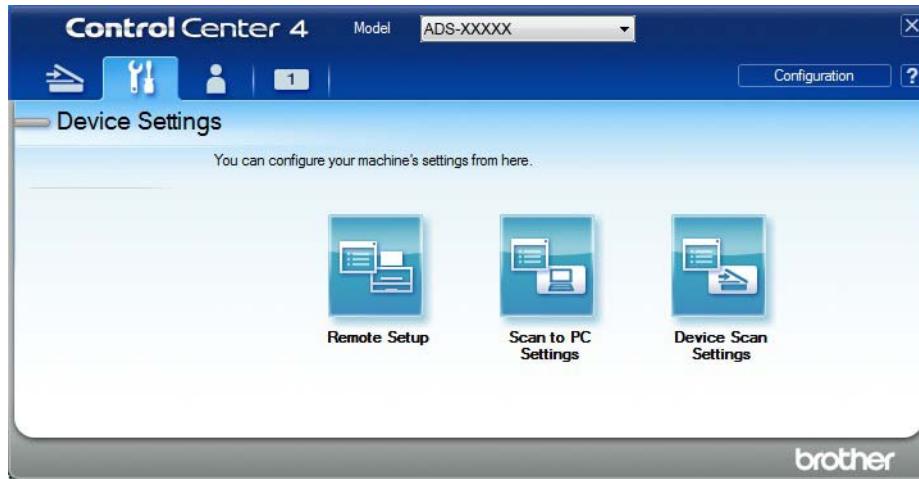 Control Center 4
Model
ADS-XXXXX
1
Configuration
?
Device Settings
You can configure your machine's settings from here.
Remote Setup
Scan to PC
Settings
Device Scan
Settings
brother